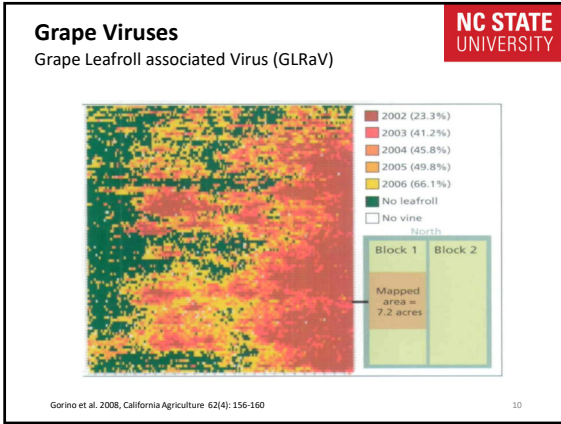 Grape Viruses
Grape Leafroll associated Virus (GLRaV)
NC STATE
UNIVERSITY
2002 (23.3%)
2003 (41.2%)
2004 (45.8%)
2005 (49.8%)
2006 (66.1%)
No leafroll
No vine
North
Block 1
Block 2
Mapped
area =
7.2 acres
Gorino et al. 2008, California Agriculture 62(4): 156-160
10